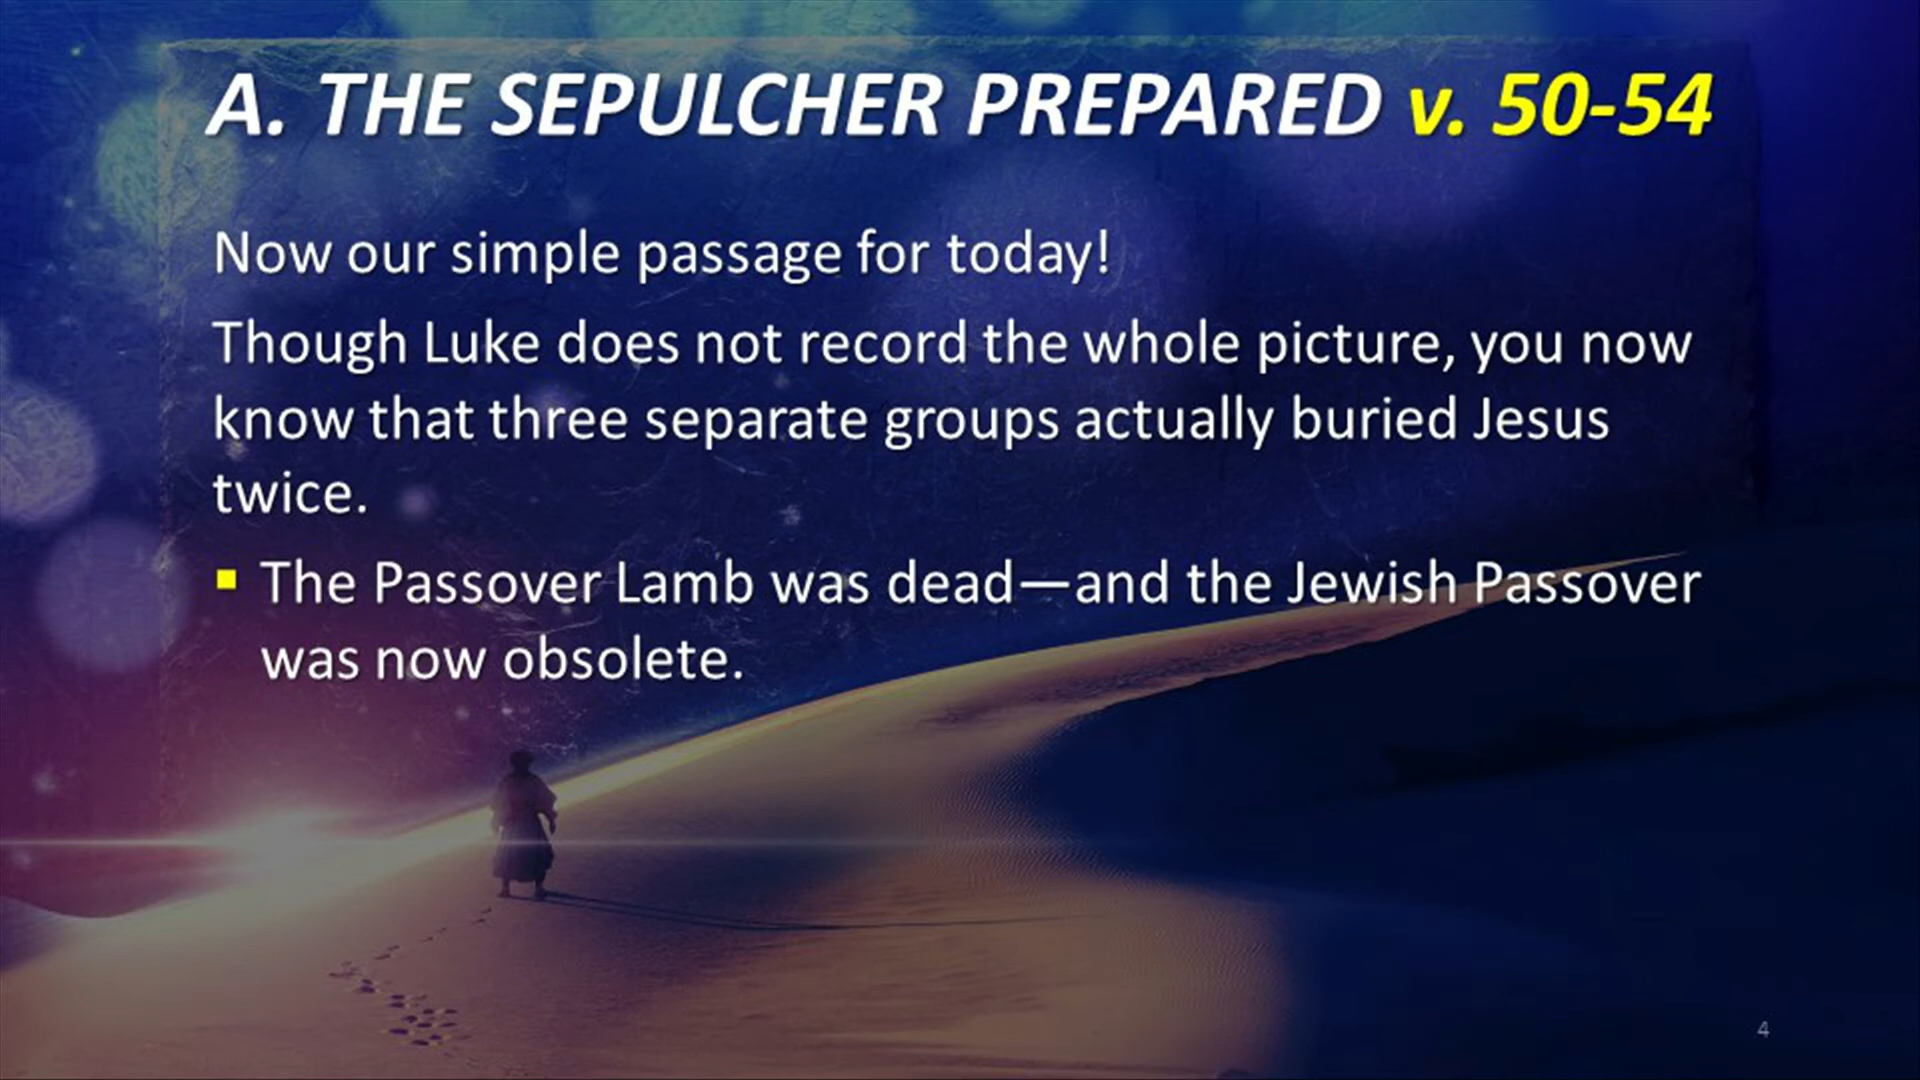 A. THE SEPULCHER PREPARED v. 50-54
Now our simple passage for today!
Though Luke does not record the whole picture, you now
know that three separate groups actually buried Jesus
twice.
▪ The Passover Lamb was dead—and the Jewish Passover
was now obsolete.
4